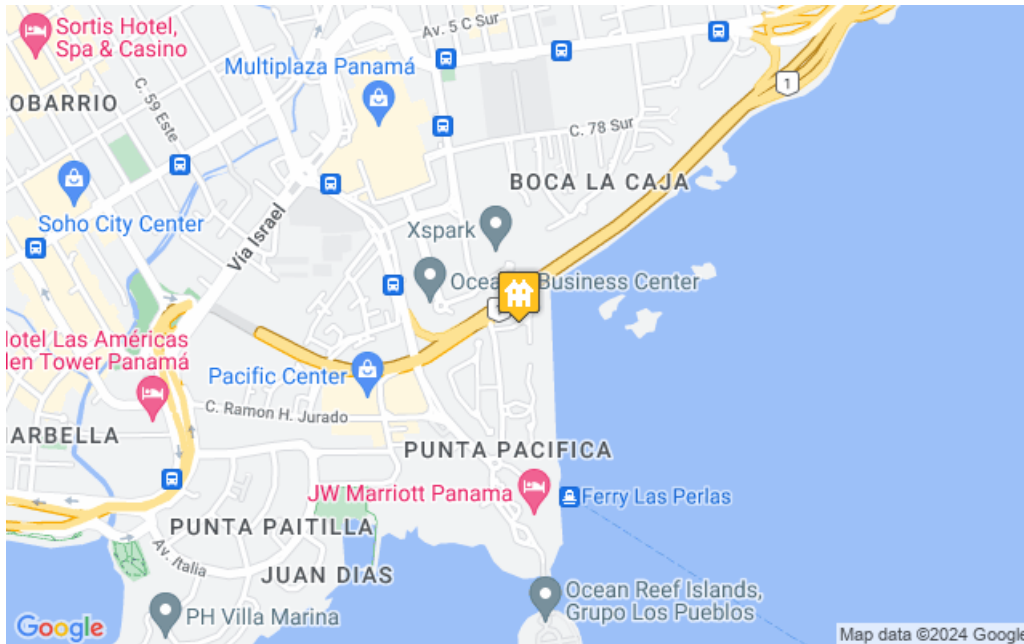 Sortis Hotel,
Spa & Casino
Av. 5 C Sur
Multiplaza Panamá
1
OBARRIO
C. 59 Este
C. 78 Sur
BOCA LA CAJA
Soho City Center
Vía Israel
Xspark
Business Center
Hotel Las Américas
den Tower Panamá
Pacific Center
C. Ramon H. Jurado
MARBELLA
PUNTA PACIFICA
JW Marriott Panama
Ferry Las Perlas
PUNTA PAITILLA
Av. Italia
JUAN DIAS
Ocean Reef Islands,
Grupo Los Pueblos
PH Villa Marina
Google
Map data ©2024 Google